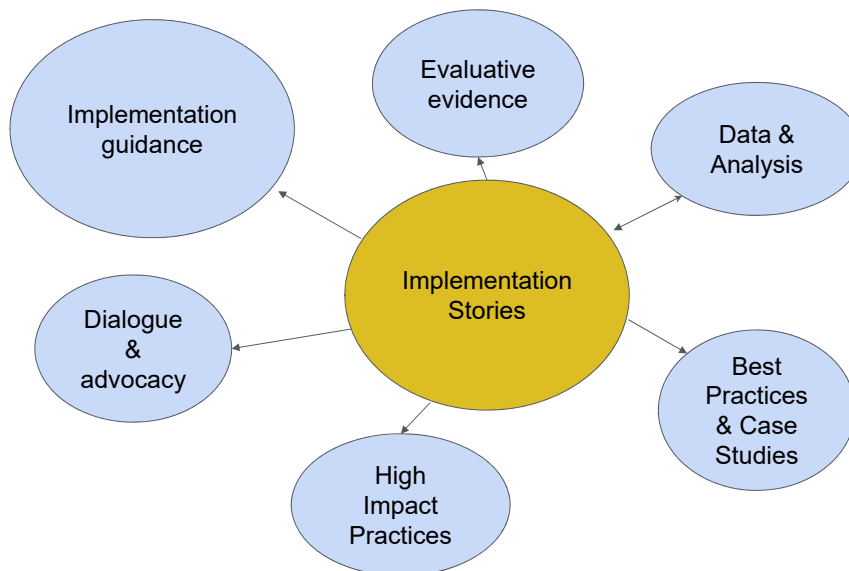 Implementation
guidance
Evaluative
evidence
Data &
Analysis
Implementation
Stories
Dialogue
&
advocacy
Best
Practices
& Case
Studies
High
Impact
Practices